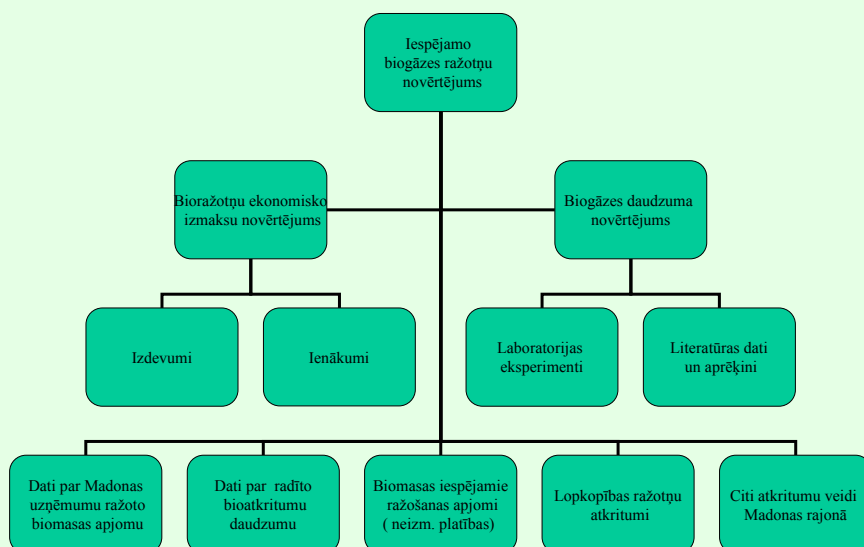 Iespējamo
biogāzes ražotņu
novērtējums
Bioražotņu ekonomisko
izmaksu novērtējums
Biogāzes daudzuma
novērtējums
Izdevumi
Ienākumi
Laboratorijas
eksperimenti
Literatūras dati
un aprēķini
Dati par Madonas
uzņēmumu ražoto
biomasas apjomu
Dati par radīto
bioatkritumu
daudzumu
Biomasas iespējamie
ražošanas apjomi
( neizm. platības)
Lopkopības ražotņu
atkritumi
Citi atkritumu veidi
Madonas rajonā